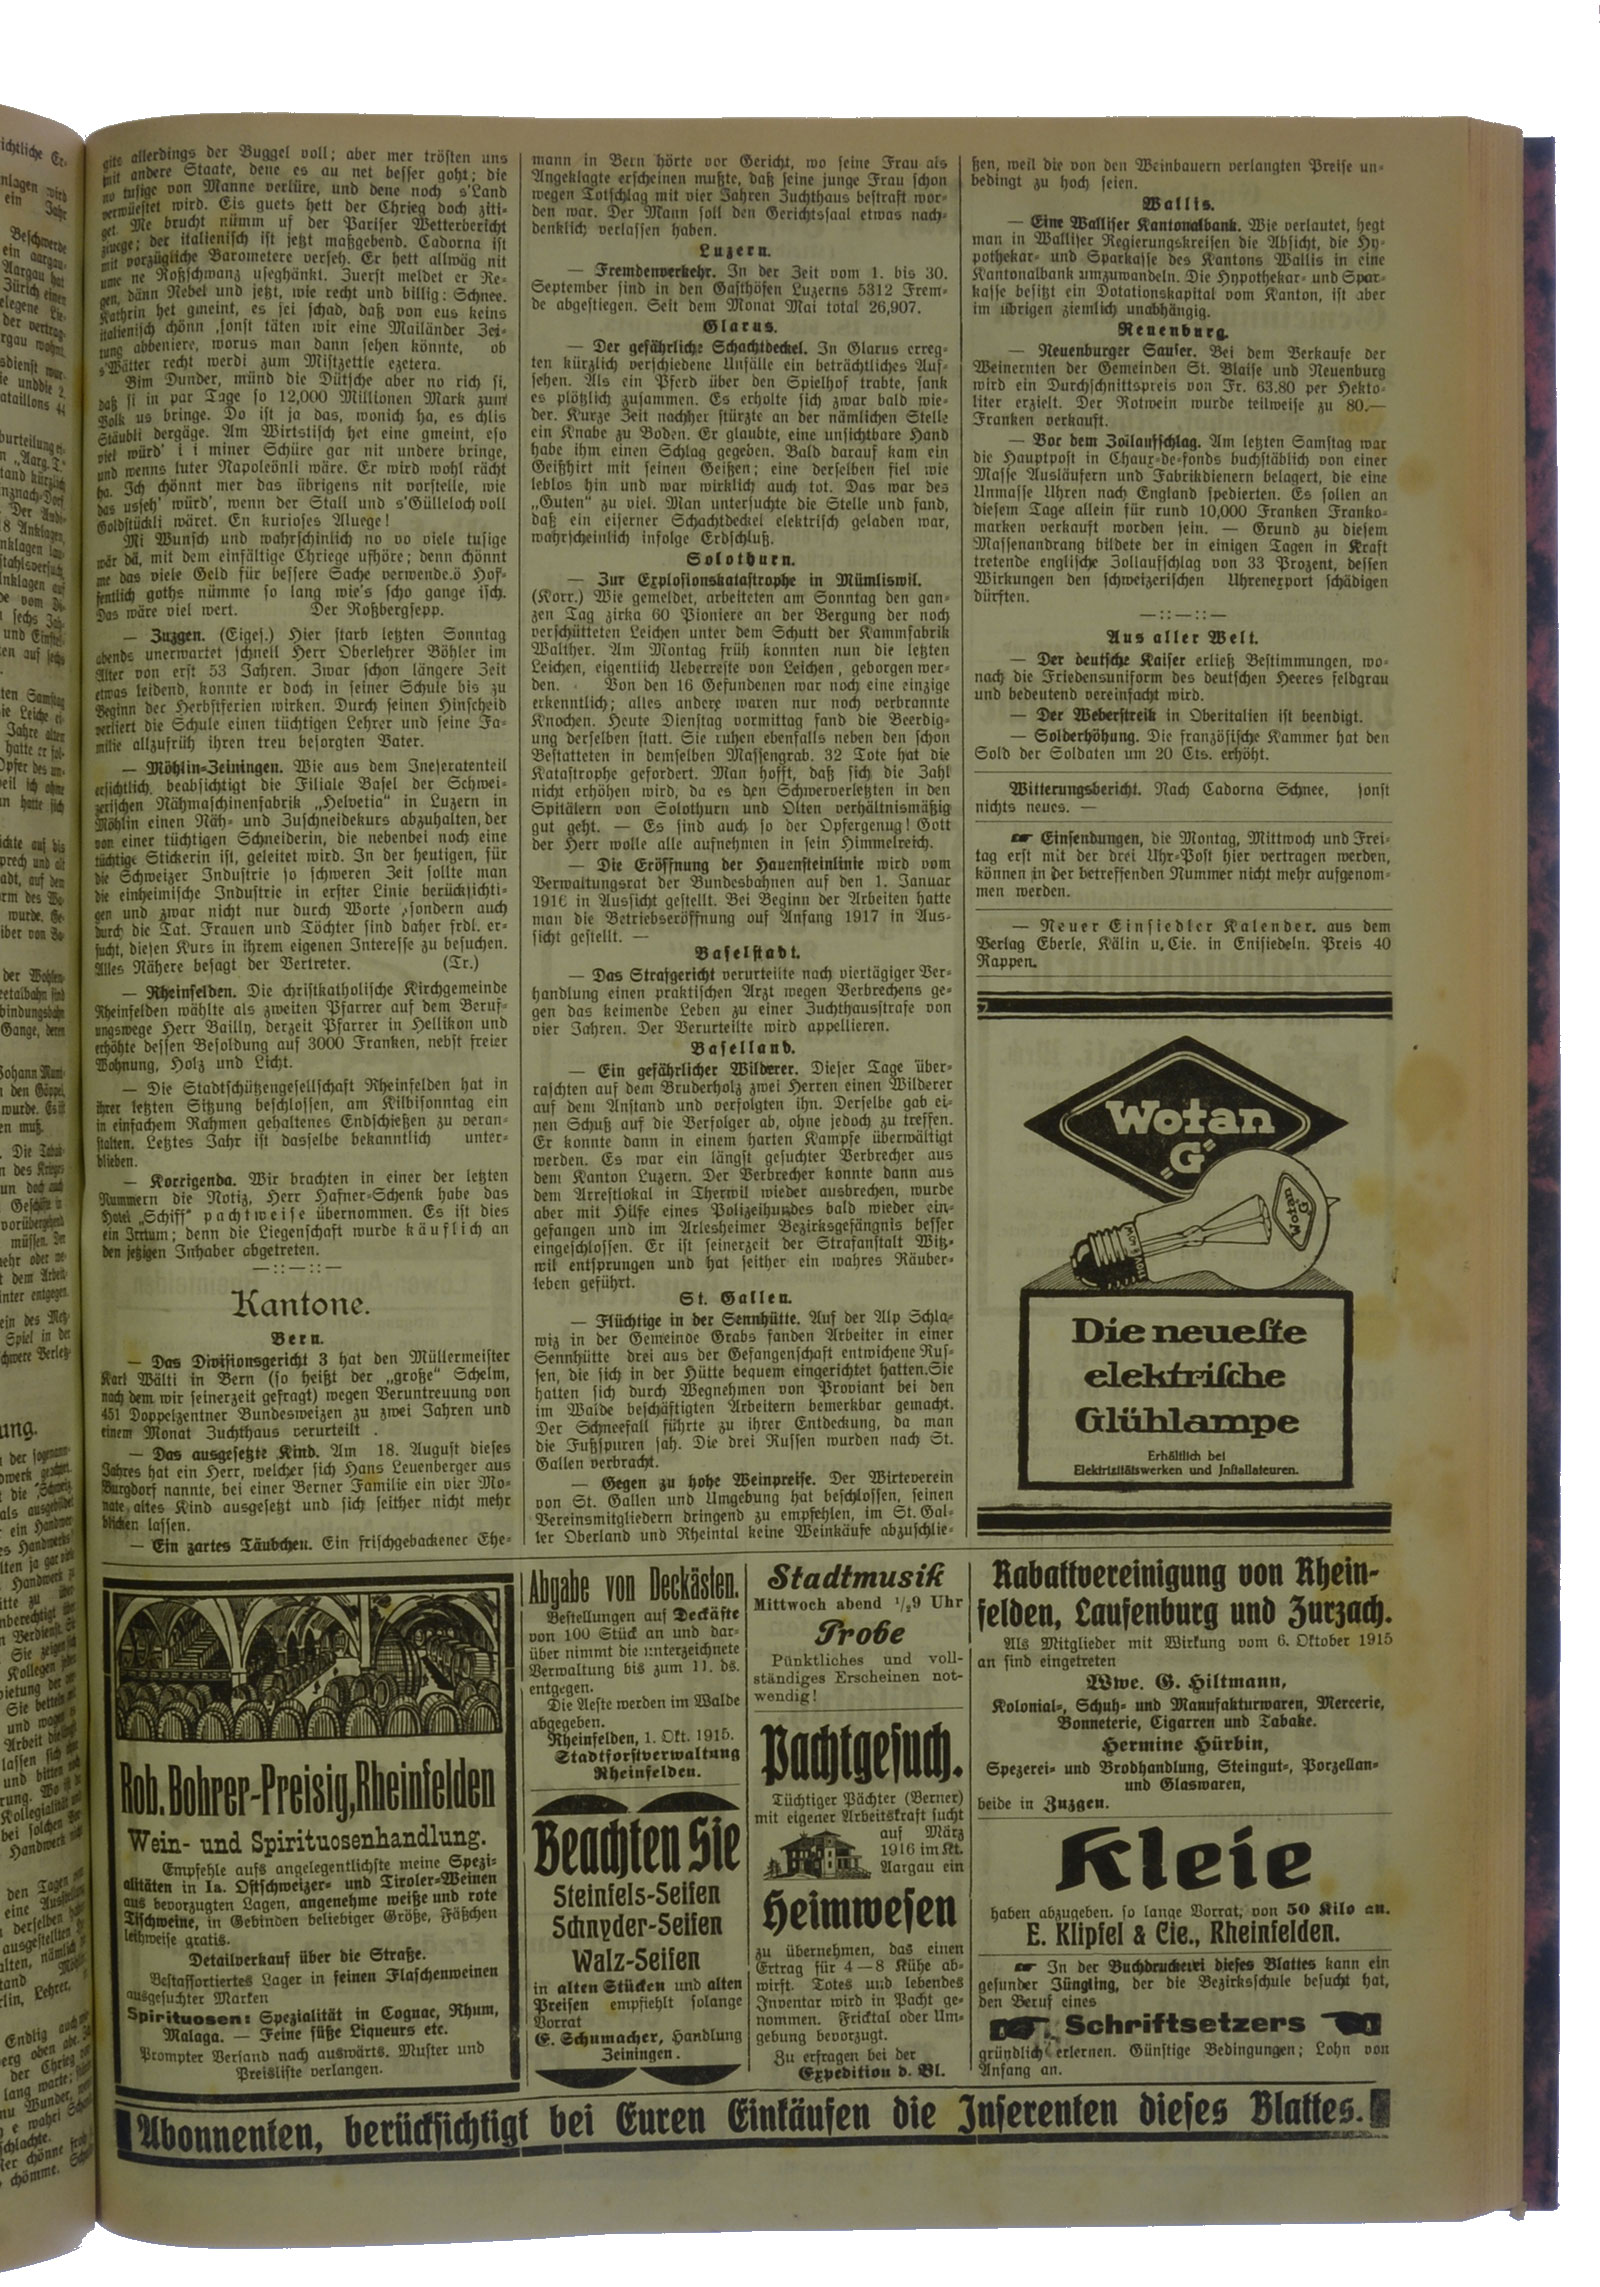 gits allerdings der Buggel voll; aber mer trösten uns
mit andere Staate, dene es au net besser goht; die
no tusige von Manne verlüre, und dene noch s'Land
verwüestet wird. Eis guets hett der Chrieg doch ziti-
get. Me brucht nümm uf der Pariser Wetterbericht
zwege; der italienisch ist jetzt maßgebend. Cadorna ist
mit vorzügliche Barometere verseh. Er hett allwäg nit
ume ne Roßschwanz useghänkt. Zuerst meldet er Re-
gen, dänn Nebel und jetzt, wie recht und billig: Schnee.
Kathrin het gmeint, es sei schad, daß von eus keins
italienisch chönn ,sonst täten wir eine Mailänder Zei-
tung abbeniere, worus man dann sehen könnte, ob
s'Wätter recht werdi zum Mistzettle ezetera.
Bim Dunder, münd die Dütsche aber no rich si,
daß si in par Tage so 12,000 Millionen Mark zum
Volk us bringe. Do ist ja das, wonich ha, es chlis
Stäubli dergäge. Am Wirtstisch het eine gmeint, eso
viel würd' i i miner Schüre gar nit undere bringe,
und wenns luter Napoleönli wäre. Er wird wohl rächt
ha. Ich chönnt mer das übrigens nit vorstelle, wie
das usseh' würd', wenn der Stall und s'Gülleloch voll
Goldstückli wäret. En kurioses Aluege!
Mi Wunsch und wahrschinlich no vo viele tusige
wär dä, mit dem einfältige Chriege ufhöre; denn chönnt
me das viele Geld für bessere Sache verwende.ö Hof-
fentlich goths nümme so lang wie's scho gange isch.
Das wäre viel wert. Der Roßbergsepp.
— Zuzgen. (Eiges.) Hier starb letzten Sonntag
abends unerwartet schnell Herr Oberlehrer Böhler im
Alter von erst 53 Jahren. Zwar schon längere Zeit
etwas leidend, konnte er doch in seiner Schule bis zu
Beginn der Herbstferien wirken. Durch seinen Hinscheid
verliert die Schule einen tüchtigen Lehrer und seine Fa-
milie allzufrüh ihren treu besorgten Vater.
— Möhlin-Zeiningen. Wie aus dem Ineseratenteil
ersichtlich, beabsichtigt die Filiale Basel der Schwei-
zerischen Nähmaschinenfabrik „Helvetia" in Luzern in
Möhlin einen Näh- und Zuschneidekurs abzuhalten, der
von einer tüchtigen Schneiderin, die nebenbei noch eine
tüchtige Stickerin ist, geleitet wird. In der heutigen, für
die Schweizer Industrie so schweren Zeit sollte man
die einheimische Industrie in erster Linie berücksichti-
gen und zwar nicht nur durch Worte ,sondern auch
durch die Tat. Frauen und Töchter sind daher frdl. er-
sucht, diesen Kurs in ihrem eigenen Interesse zu besuchen.
Alles Nähere besagt der Vertreter. (Tr.)
— Rheinfelden. Die christkatholische Kirchgemeinde
Rheinfelden wählte als zweiten Pfarrer auf dem Beruf-
ungswege Herr Bailly, derzeit Pfarrer in Hellikon und
erhöhte dessen Besoldung auf 3000 Franken, nebst freier
Wohnung, Holz und Licht.
— Die Stadtschützengesellschaft Rheinfelden hat in
ihrer letzten Sitzung beschlossen, am Kilbisonntag ein
in einfachem Rahmen gehaltenes Endschießen zu veran-
stalten. Letztes Jahr ist dasselbe bekanntlich unter-
blieben.
— Korrigenda. Wir brachten in einer der letzten
Nummern die Notiz, Herr Hafner-Schenk habe das
Hotel „Schiff" pachtweise übernommen. Es ist dies
ein Irrtum; denn die Liegenschaft wurde käuflich an
den jetzigen Inhaber abgetreten.
—·::—::—
Kantone.
Bern.
— Das Divisionsgericht 3 hat den Müllermeister
Karl Wälti in Bern (so heißt der „große" Schelm,
nach dem wir seinerzeit gefragt) wegen Veruntreuung von
451 Doppelzentner Bundesweizen zu zwei Jahren und
einem Monat Zuchthaus verurteilt .
— Das ausgesetzte Kind. Am 18. August dieses
Jahres hat ein Herr, welcher sich Hans Leuenberger aus
Burgdorf nannte, bei einer Berner Familie ein vier Mo-
nate altes Kind ausgesetzt und sich seither nicht mehr
blicken lassen.
— Ein zartes Täubchen. Ein frischgebackener Ehe-
mann in Bern hörte vor Gericht, wo seine Frau als
Angeklagte erscheinen mußte, daß seine junge Frau schon
wegen Totschlag mit vier Jahren Zuchthaus bestraft wor-
den war. Der Mann soll den Gerichtssaal etwas nach-
denklich verlassen haben.
Luzern.
— Fremdenverkehr. In der Zeit vom 1. bis 30.
September sind in den Gasthöfen Luzerns 5312 Frem-
de abgestiegen. Seit dem Monat Mai total 26,907.
Glarus.
— Der gefährliche Schachtdeckel. In Glarus erreg-
ten kürzlich verschiedene Unfälle ein beträchtliches Auf-
sehen. Als ein Pferd über den Spielhof trabte, sank
es plötzlich zusammen. Es erholte sich zwar bald wie-
der. Kurze Zeit nachher stürzte an der nämlichen Stelle
ein Knabe zu Boden. Er glaubte, eine unsichtbare Hand
habe ihm einen Schlag gegeben. Bald darauf kam ein
Geißhirt mit seinen Geißen; eine derselben fiel wie
leblos hin und war wirklich auch tot. Das war des
„Guten" zu viel. Man untersuchte die Stelle und fand,
daß ein eiserner Schachtdeckel elektrisch geladen war,
wahrscheinlich infolge Erdschluß.
Solothurn.
— Zur Explosionskatastrophe in Mümliswil.
(Korr.) Wie gemeldet, arbeiteten am Sonntag den gan-
zen Tag zirka 60 Pioniere an der Bergung der noch
verschütteten Leichen unter dem Schutt der Kammfabrik
Walther. Am Montag früh konnten nun die letzten
Leichen, eigentlich Ueberreste von Leichen, geborgen wer-
den. Von den 16 Gefundenen war noch eine einzige
erkenntlich; alles andere waren nur noch verbrannte
Knochen. Heute Dienstag vormittag fand die Beerdig-
ung derselben statt. Sie ruhen ebenfalls neben den schon
Bestatteten in demselben Massengrab. 32 Tote hat die
Katastrophe gefordert. Man hofft, daß sich die Zahl
nicht erhöhen wird, da es den Schwerverletzten in den
Spitälern von Solothurn und Olten verhältnismäßig
gut geht. — Es sind auch so der Opfergenug! Gott
der Herr wolle alle aufnehmen in sein Himmelreich.
— Die Eröffnung der Hauensteinlinie wird vom
Verwaltungsrat der Bundesbahnen auf den 1. Januar
1916 in Aussicht gestellt. Bei Beginn der Arbeiten hatte
man die Betriebseröffnung auf Anfang 1917 in Aus-
sicht gestellt. —
Baselstadt.
— Das Strafgericht verurteilte nach viertägiger Ver-
handlung einen praktischen Arzt wegen Verbrechens ge-
gen das keimende Leben zu einer Zuchthausstrafe von
vier Jahren. Der Verurteilte wird appellieren.
Baselland.
— Ein gefährlicher Wilderer. Dieser Tage über-
raschten auf dem Bruderholz zwei Herren einen Wilderer
auf dem Anstand und verfolgten ihn. Derselbe gab ei-
nen Schuß auf die Verfolger ab, ohne jedoch zu treffen.
Er konnte dann in einem harten Kampfe überwältigt
werden. Es war ein längst gesuchter Verbrecher aus
dem Kanton Luzern. Der Verbrecher konnte dann aus
dem Arrestlokal in Therwil wieder ausbrechen, wurde
aber mit Hilfe eines Polizeihundes bald wieder ein-
gefangen und im Arlesheimer Bezirksgefängnis besser
eingeschlossen. Er ist seinerzeit der Strafanstalt Witz-
wil entsprungen und hat seither ein wahres Räuber-
leben geführt.
St. Gallen.
— Flüchtige in der Sennhütte. Auf der Alp Schla-
wiz in der Gemeinde Grabs fanden Arbeiter in einer
Sennhütte drei aus der Gefangenschaft entwichene Rus-
sen, die sich in der Hütte bequem eingerichtet hatten.Sie
hatten sich durch Wegnehmen von Proviant bei den
im Walde beschäftigten Arbeitern bemerkbar gemacht.
Der Schneefall führte zu ihrer Entdeckung, da man
die Fußspuren sah. Die drei Russen wurden nach St.
Gallen verbracht.
— Gegen zu hohe Weinpreise. Der Wirteverein
von St. Gallen und Umgebung hat beschlossen, seinen
Vereinsmitgliedern dringend zu empfehlen, im St. Gal-
ler Oberland und Rheintal keine Weinkäufe abzuschlie-
ßen, weil die von den Weinbauern verlangten Preise un-
bedingt zu hoch seien.
Wallis.
— Eine Walliser Kantonalbank. Wie verlautet, hegt
man in Walliser Regierungskreisen die Absicht, die Hy-
pothekar- und Sparkasse des Kantons Wallis in eine
Kantonalbank umzuwandeln. Die Hypothekar- und Spar-
kasse besitzt ein Dotationskapital vom Kanton, ist aber
im übrigen ziemlich unabhängig.
Neuenburg.
— Neuenburger Sauser. Bei dem Verkaufe der
Weinernten der Gemeinden St. Blaise und Neuenburg
wird ein Durchschnittspreis von Fr. 63.80 per Hekto-
liter erzielt. Der Rotwein wurde teilweise zu 80.—
Franken verkauft.
— Vor dem Zollaufschlag. Am letzten Samstag war
die Hauptpost in Chaux-de-fonds buchstäblich von einer
Masse Ausläufern und Fabrikdienern belagert, die eine
Unmasse Uhren nach England spedierten. Es sollen an
diesem Tage allein für rund 10,000 Franken Franko-
marken verkauft worden sein. — Grund zu diesem
Massenandrang bildete der in einigen Tagen in Kraft
tretende englische Zollaufschlag von 33 Prozent, dessen
Wirkungen den schweizerischen Uhrenexport schädigen
dürften.
—·::—::—
Aus aller Welt.
— Der deutsche Kaiser erließ Bestimmungen, wo-
nach die Friedensuniform des deutschen Heeres feldgrau
und bedeutend vereinfacht wird.
— Der Weberstreik in Oberitalien ist beendigt.
— Solderhöhung. Die französische Kammer hat den
Sold der Soldaten um 20 Cts. erhöht.
Witterungsbericht. Nach Cadorna Schnee, sonst
nichts neues. —
☛ Einsendungen, die Montag, Mittwoch und Frei-
tag erst mit der drei Uhr-Post hier vertragen werden,
können in der betreffenden Nummer nicht mehr aufgenom-
men werden.
— Neuer Einsiedler Kalender. aus dem
Verlag Eberle, Kälin u. Cie. in Enisiedeln. Preis 40
Rappen.
Wotan
„G"
Wotan
G
Die neueste
elektrische
Glühlampe
Erhältlich bei
Elektrizitätswerken und Installateuren.
Rob. Bohrer-Preisig, Rheinfelden
Wein- und Spirituosenhandlung.
Empfehle aufs angelegentlichste meine Spezi-
alitäten in Ia. Ostschweizer- und Tiroler-Weinen
aus bevorzugten Lagen, angenehme weiße und rote
Tischweine, in Gebinden beliebiger Größe, Fäßchen
leihweise gratis.
Detailverkauf über die Straße.
Bestassortiertes Lager in feinen Flaschenweinen
ausgesuchter Marken
Spirituosen: Spezialität in Cognac, Rhum,
Malaga. — Feine süße Liqueurs etc.
Prompter Versand nach auswärts. Muster und
Preisliste verlangen.
Abgabe von Deckästen.
Bestellungen auf Deckäste
von 100 Stück an und dar-
über nimmt die unterzeichnete
Verwaltung bis zum 11. ds.
entgegen.
Die Aeste werden im Walde
abgegeben.
Rheinfelden, 1. Okt. 1915.
Stadtforstverwaltung
Rheinfelden.
Beachten Sie
Steinfels-Seifen
Schnyder-Seifen
Walz-Seifen
in alten Stücken und alten
Preisen empfiehlt solange
Vorrat
E. Schumacher, Handlung
Zeiningen.
Stadtmusik
Mittwoch abend ½9 Uhr
Probe
Pünktliches und voll-
ständiges Erscheinen not-
wendig!
Pachtgesuch.
Tüchtiger Pächter (Berner)
mit eigener Arbeitskraft sucht
auf März
1916 im Kt.
Aargau ein
Heimwesen
zu übernehmen, das einen
Ertrag für 4—8 Kühe ab-
wirft. Totes und lebendes
Inventar wird in Pacht ge-
nommen. Fricktal oder Um-
gebung bevorzugt.
Zu erfragen bei der
Expedition d. Bl.
Rabattvereinigung von Rhein-
felden, Laufenburg und Zurzach.
Als Mitglieder mit Wirkung vom 6. Oktober 1915
an sind eingetreten
Wwe. G. Hiltmann,
Kolonial-, Schuh- und Manufakturwaren, Mercerie,
Bonneterie, Cigarren und Tabake.
Hermine Hürbin,
Spezerei- und Brodhandlung, Steingut-, Porzellan-
und Glaswaren,
beide in Zuzgen.
Kleie
haben abzugeben. so lange Vorrat, von 50 Kilo an.
E. Klipfel & Cie., Rheinfelden.
☛ In der Buchdruckerei dieses Blattes kann ein
gesunder Jüngling, der die Bezirksschule besucht hat,
den Beruf eines
Schriftsetzers
gründlich erlernen. Günstige Bedingungen; Lohn von
Anfang an.
Abonnenten, berücksichtigt bei Euren Einkäufen die Inserenten dieses Blattes.